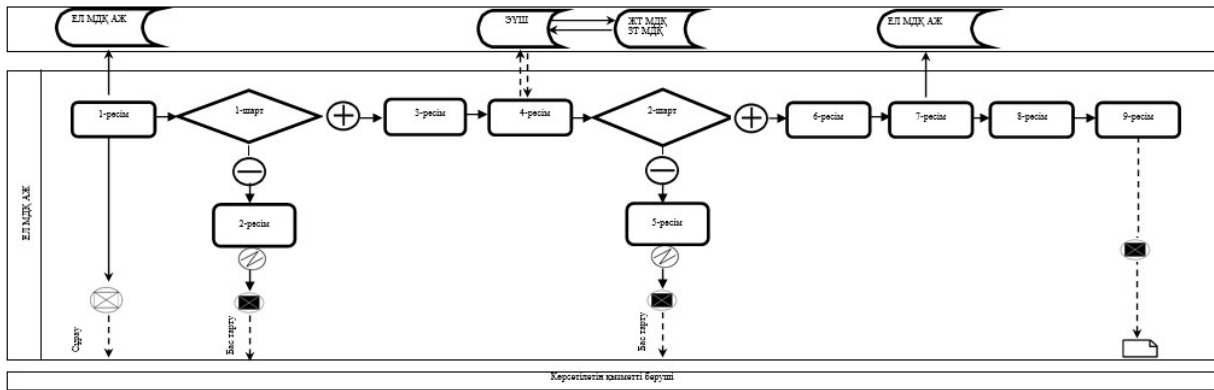 ЕЛ МДҚ АЖ
ЭҮШ
ЖТ МДҚ
ЗТ МДҚ
ЕЛ МДҚ АЖ
1-рәсім
1-шарт
3-рәсім
4-рәсім
2-шарт
6-рәсім
7-рәсім
8-рәсім
9-рәсім
ЕЛ МДҚ АЖ
2-рәсім
5-рәсім
Сұрау
Бас тарту
Бас тарту
Көрсетілетін қызметті беруші